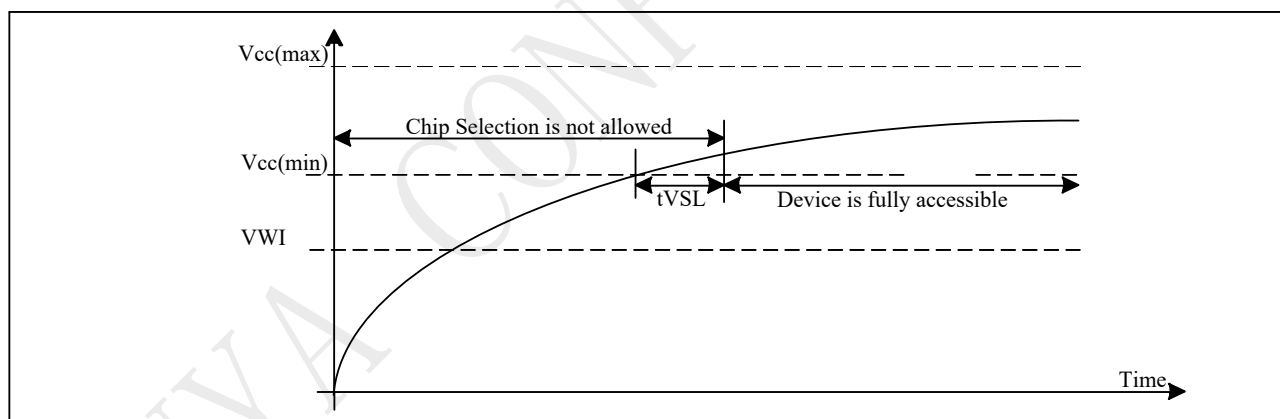 Vcc(max)
Chip Selection is not allowed
Vcc(min)
tVSL
Device is fully accessible
VWI
Time